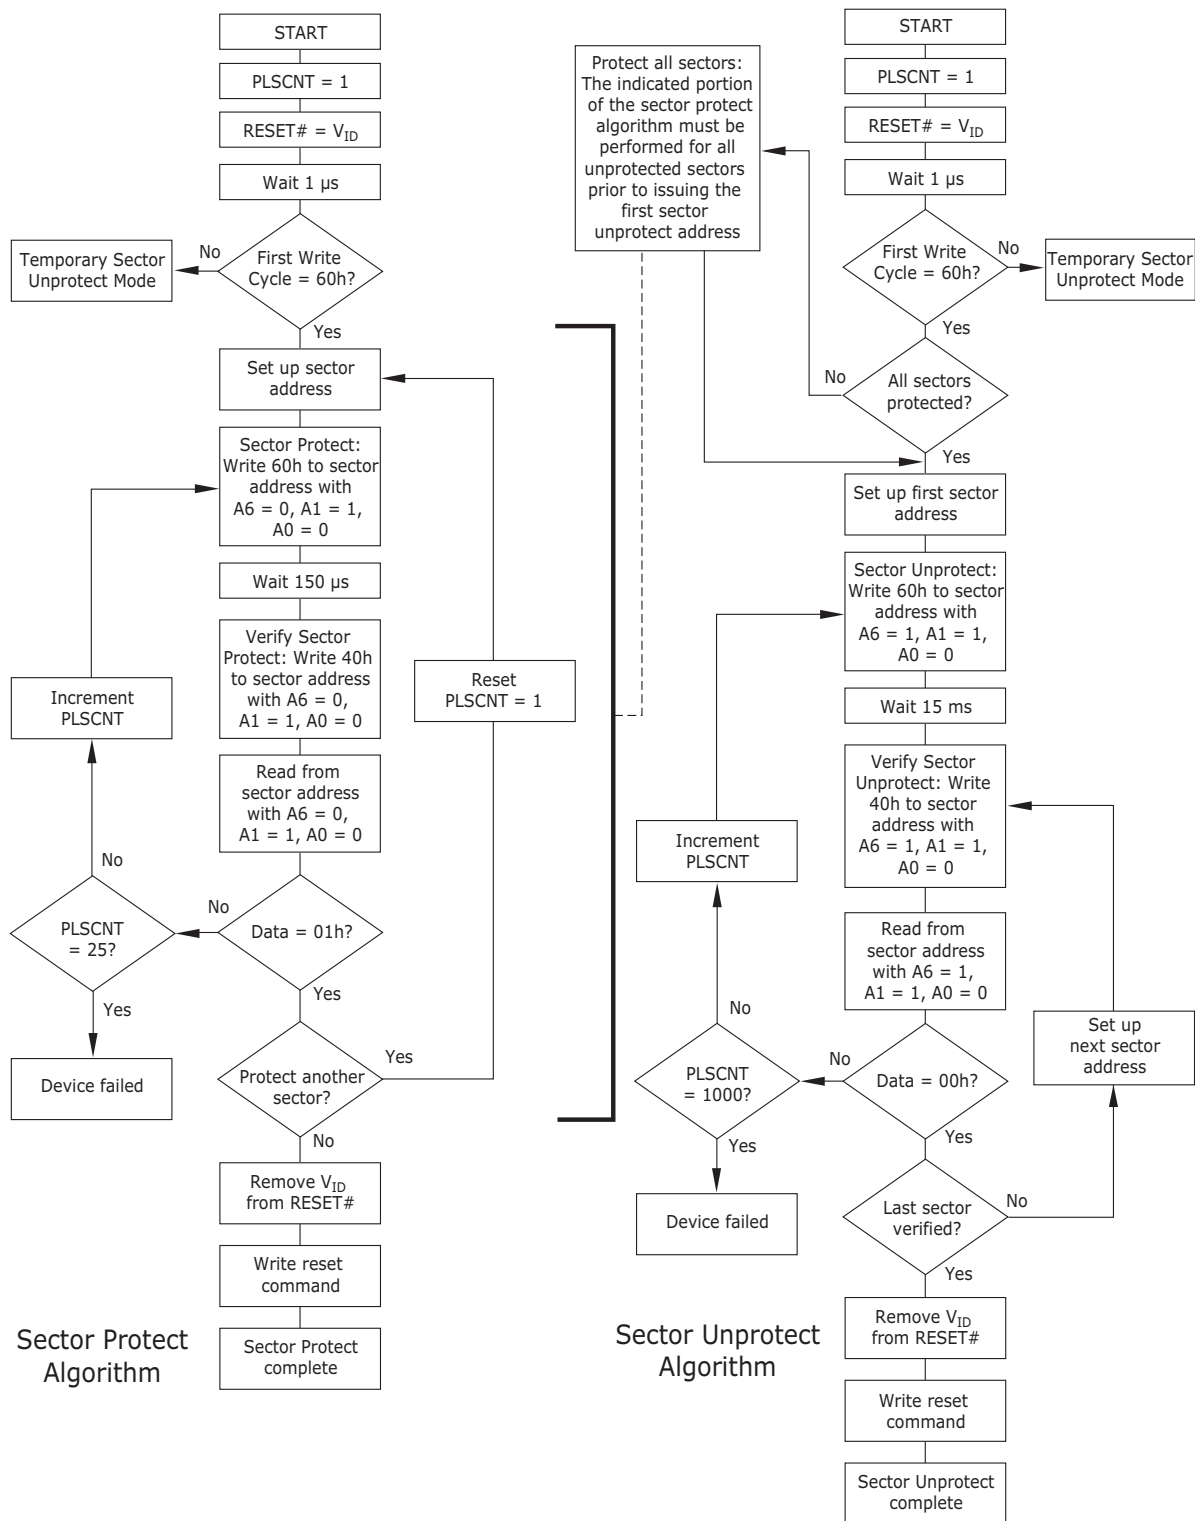 START
PLSCNT = 1
RESET# = VID
Wait 1 µs
First Write
Cycle = 60h?
No
Temporary Sector
Unprotect Mode
Yes
Set up sector
address
Sector Protect:
Write 60h to sector
address with
A6 = 0, A1 = 1,
A0 = 0
Wait 150 µs
Verify Sector
Protect: Write 40h
to sector address
with A6 = 0,
A1 = 1, A0 = 0
Reset
PLSCNT = 1
Increment
PLSCNT
Read from
sector address
with A6 = 0,
A1 = 1, A0 = 0
No
PLSCNT
= 25?
No
Data = 01h?
Yes
Yes
Device failed
Protect another
sector?
Yes
No
Remove VID
from RESET#
Write reset
command
Sector Protect
complete
Sector Protect
Algorithm
Protect all sectors:
The indicated portion
of the sector protect
algorithm must be
performed for all
unprotected sectors
prior to issuing the
first sector
unprotect address
START
PLSCNT = 1
RESET# = VID
Wait 1 µs
First Write
Cycle = 60h?
No
Temporary Sector
Unprotect Mode
Yes
No
All sectors
protected?
Yes
Set up first sector
address
Sector Unprotect:
Write 60h to sector
address with
A6 = 1, A1 = 1,
A0 = 0
Wait 15 ms
Verify Sector
Unprotect: Write
40h to sector
address with
A6 = 1, A1 = 1,
A0 = 0
Increment
PLSCNT
Read from
sector address
with A6 = 1,
A1 = 1, A0 = 0
No
PLSCNT
= 1000?
No
Data = 00h?
Set up
next sector
address
Yes
Yes
Device failed
Last sector
verified?
No
Yes
Remove VID
from RESET#
Write reset
command
Sector Unprotect
complete
Sector Unprotect
Algorithm